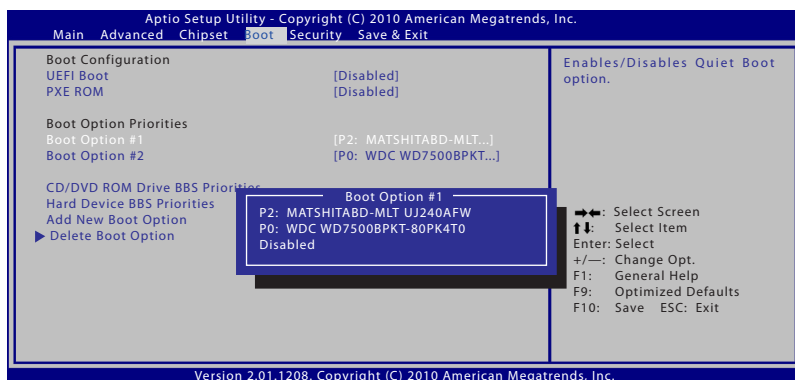 Aptio Setup Utility - Copyright (C) 2010 American Megatrends, Inc.
Main Advanced Chipset Boot Security Save & Exit
Boot Configuration
UEFI Boot [Disabled]
PXE ROM [Disabled]
Boot Option Priorities
Boot Option #1 [P2: MATSHITABD-MLT...]
Boot Option #2 [P0: WDC WD7500BPKT...]
CD/DVD ROM Drive BBS Priorities
Hard Device BBS Priorities
Add New Boot Option
Delete Boot Option
Boot Option #1
P2: MATSHITABD-MLT UJ240AFW
P0: WDC WD7500BPKT-80PK4T0
Disabled
Enables/Disables Quiet Boot
option.
→←: Select Screen
↑↓: Select Item
Enter: Select
+/—: Change Opt.
F1: General Help
F9: Optimized Defaults
F10: Save ESC: Exit
Version 2.01.1208. Copyright (C) 2010 American Megatrends, Inc.